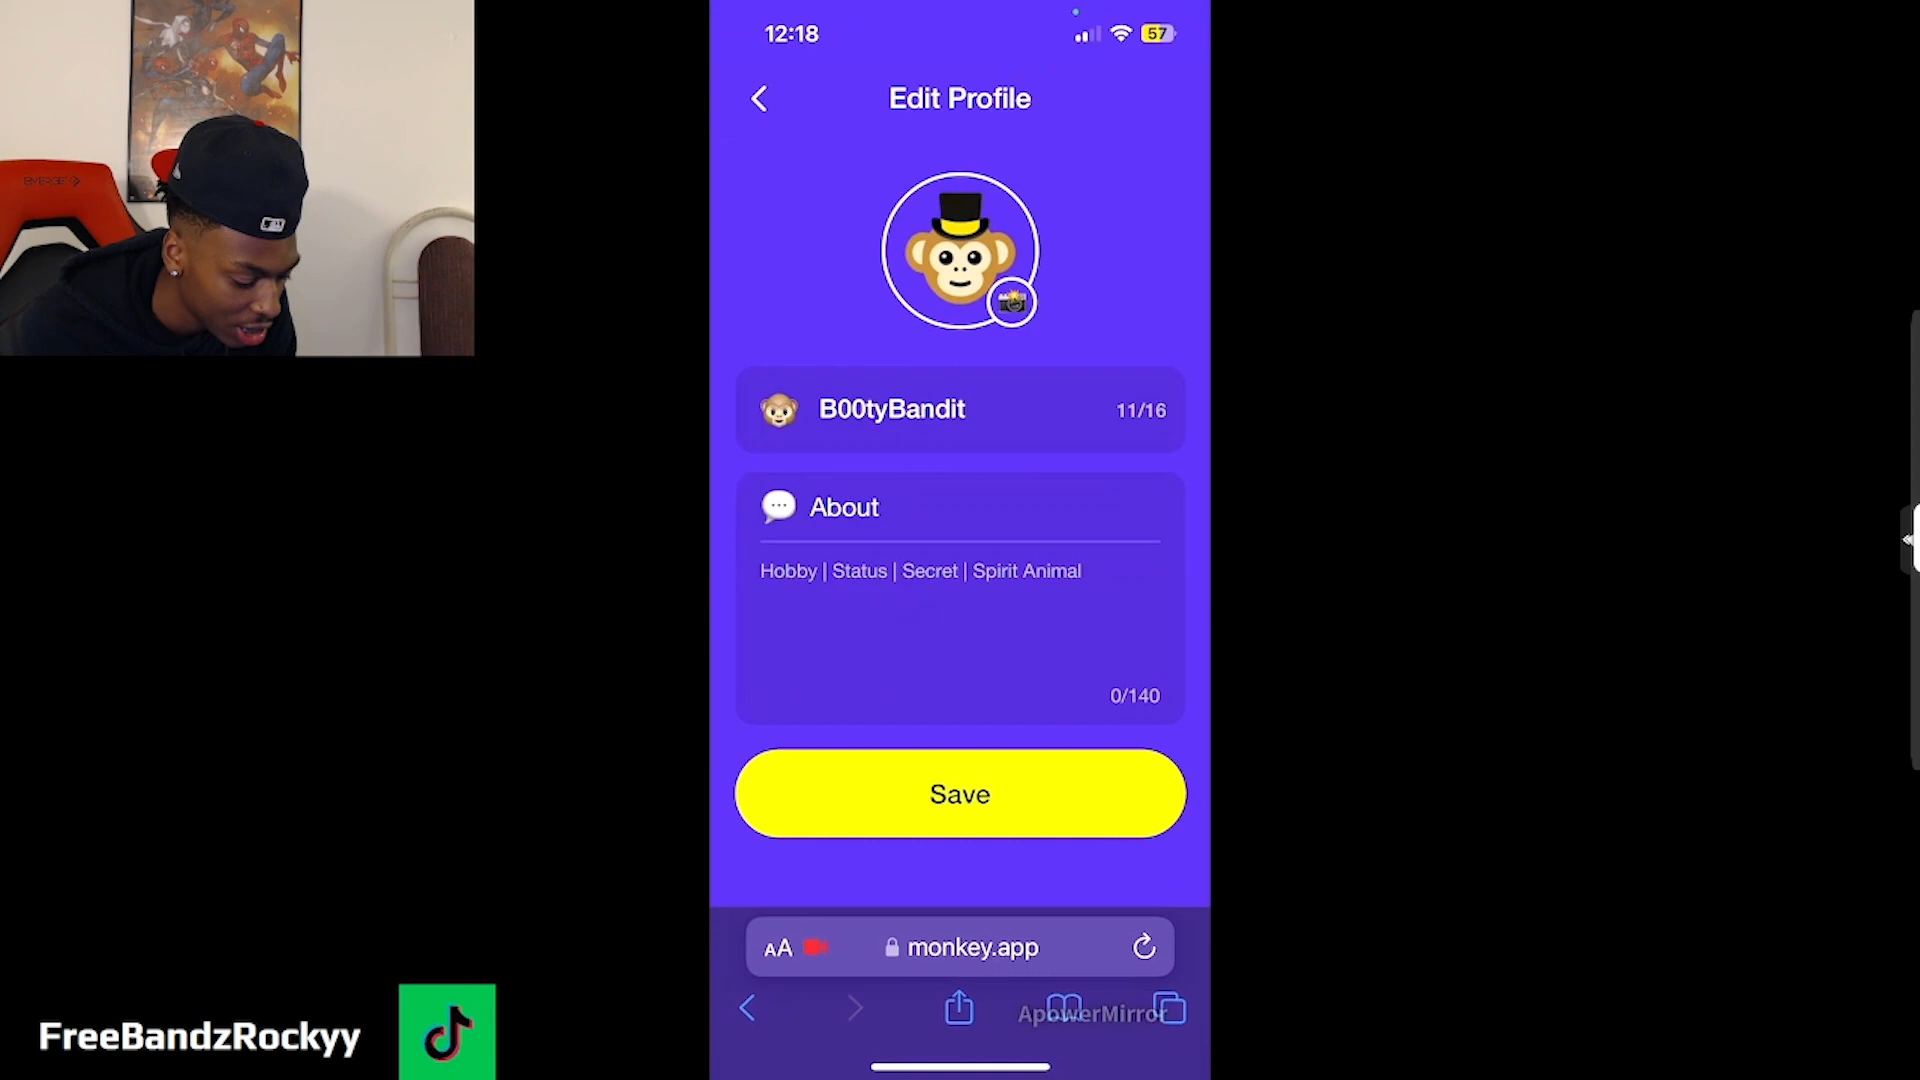 12:18
57
Edit Profile
B00tyBandit
11/16
About
Hobby | Status | Secret | Spirit Animal
0/140
Save
AA
monkey.app
ApowerMirror
FreeBandzRockyy